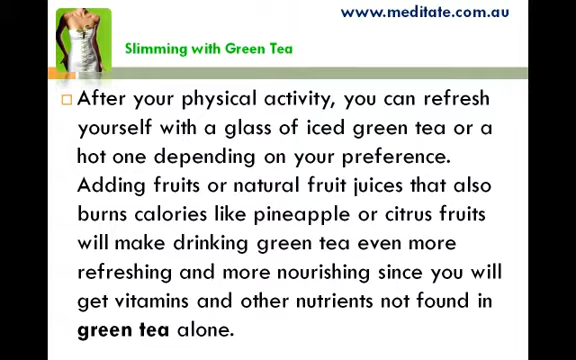 www.meditate.com.au
Slimming with Green Tea
After your physical activity, you can refresh
yourself with a glass of iced green tea or a
hot one depending on your preference.
Adding fruits or natural fruit juices that also
burns calories like pineapple or citrus fruits
will make drinking green tea even more
refreshing and more nourishing since you will
get vitamins and other nutrients not found in
green tea alone.